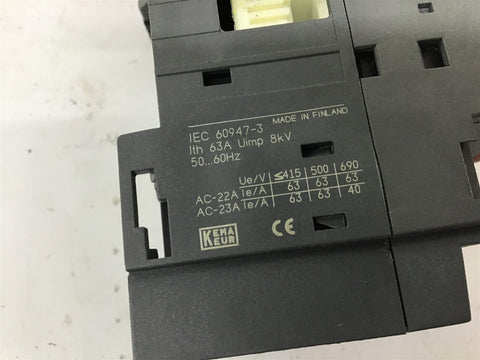 MADE IN FINLAND
IEC 60947-3
Ith 63A Uimp 8kV
50...60Hz
Ue/V ≤415 500 690
AC-22A Ie/A 63 63 63
AC-23A Ie/A 63 63 40
KEMA
KEUR
CE